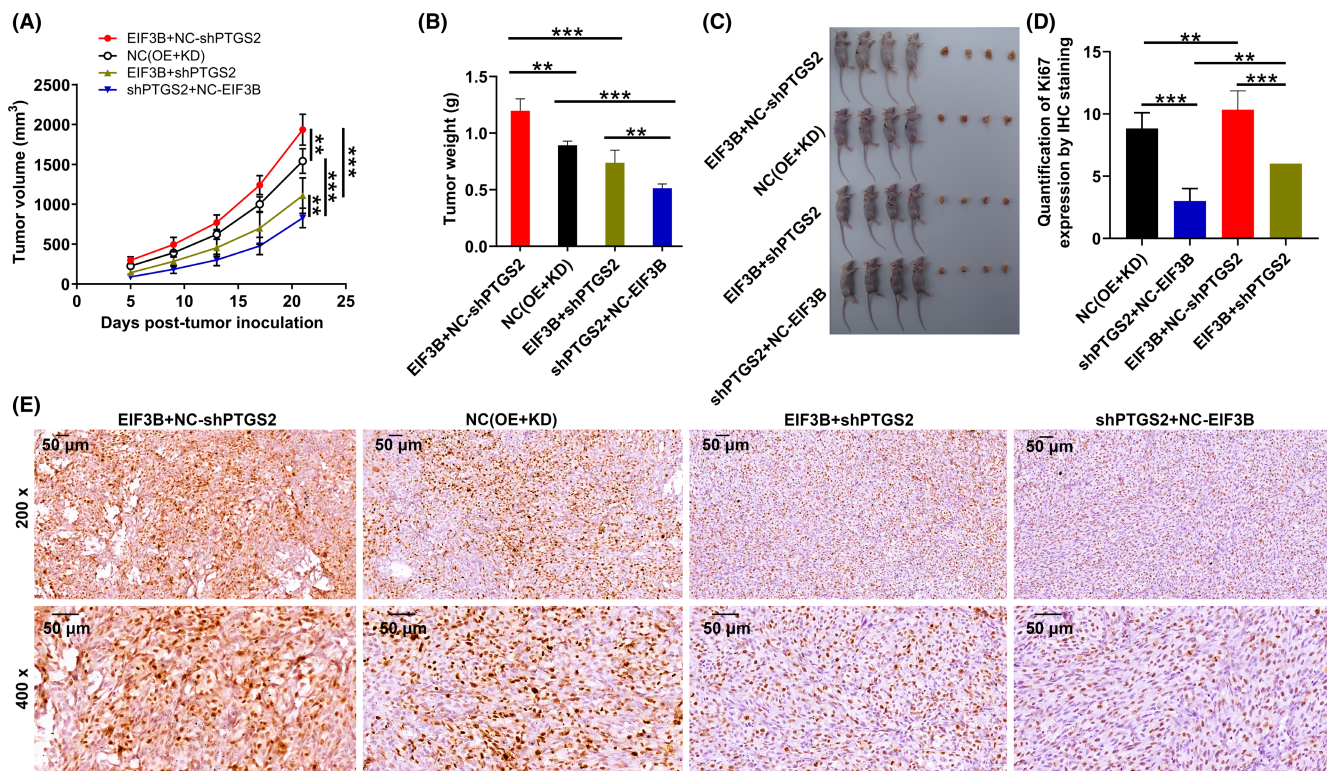 (A)
EIF3B+NC-shPTGS2
NC(OE+KD)
EIF3B+shPTGS2
shPTGS2+NC-EIF3B
Tumor volume (mm³)
2500
2000
1500
1000
500
0
0
5
10
15
20
25
Days post-tumor inoculation
**
***
**
***
(B)
Tumor weight (g)
1.5
1.0
0.5
0.0
***
**
***
**
EIF3B+NC-shPTGS2
NC(OE+KD)
EIF3B+shPTGS2
shPTGS2+NC-EIF3B
(C)
EIF3B+NC-shPTGS2
NC(OE+KD)
EIF3B+shPTGS2
shPTGS2+NC-EIF3B
(D)
Quantification of Ki67
expression by IHC staining
15
10
5
0
**
**
***
***
NC(OE+KD)
shPTGS2+NC-EIF3B
EIF3B+NC-shPTGS2
EIF3B+shPTGS2
(E)
EIF3B+NC-shPTGS2
NC(OE+KD)
EIF3B+shPTGS2
shPTGS2+NC-EIF3B
200 x
50 µm
50 µm
50 µm
50 µm
400 x
50 µm
50 µm
50 µm
50 µm